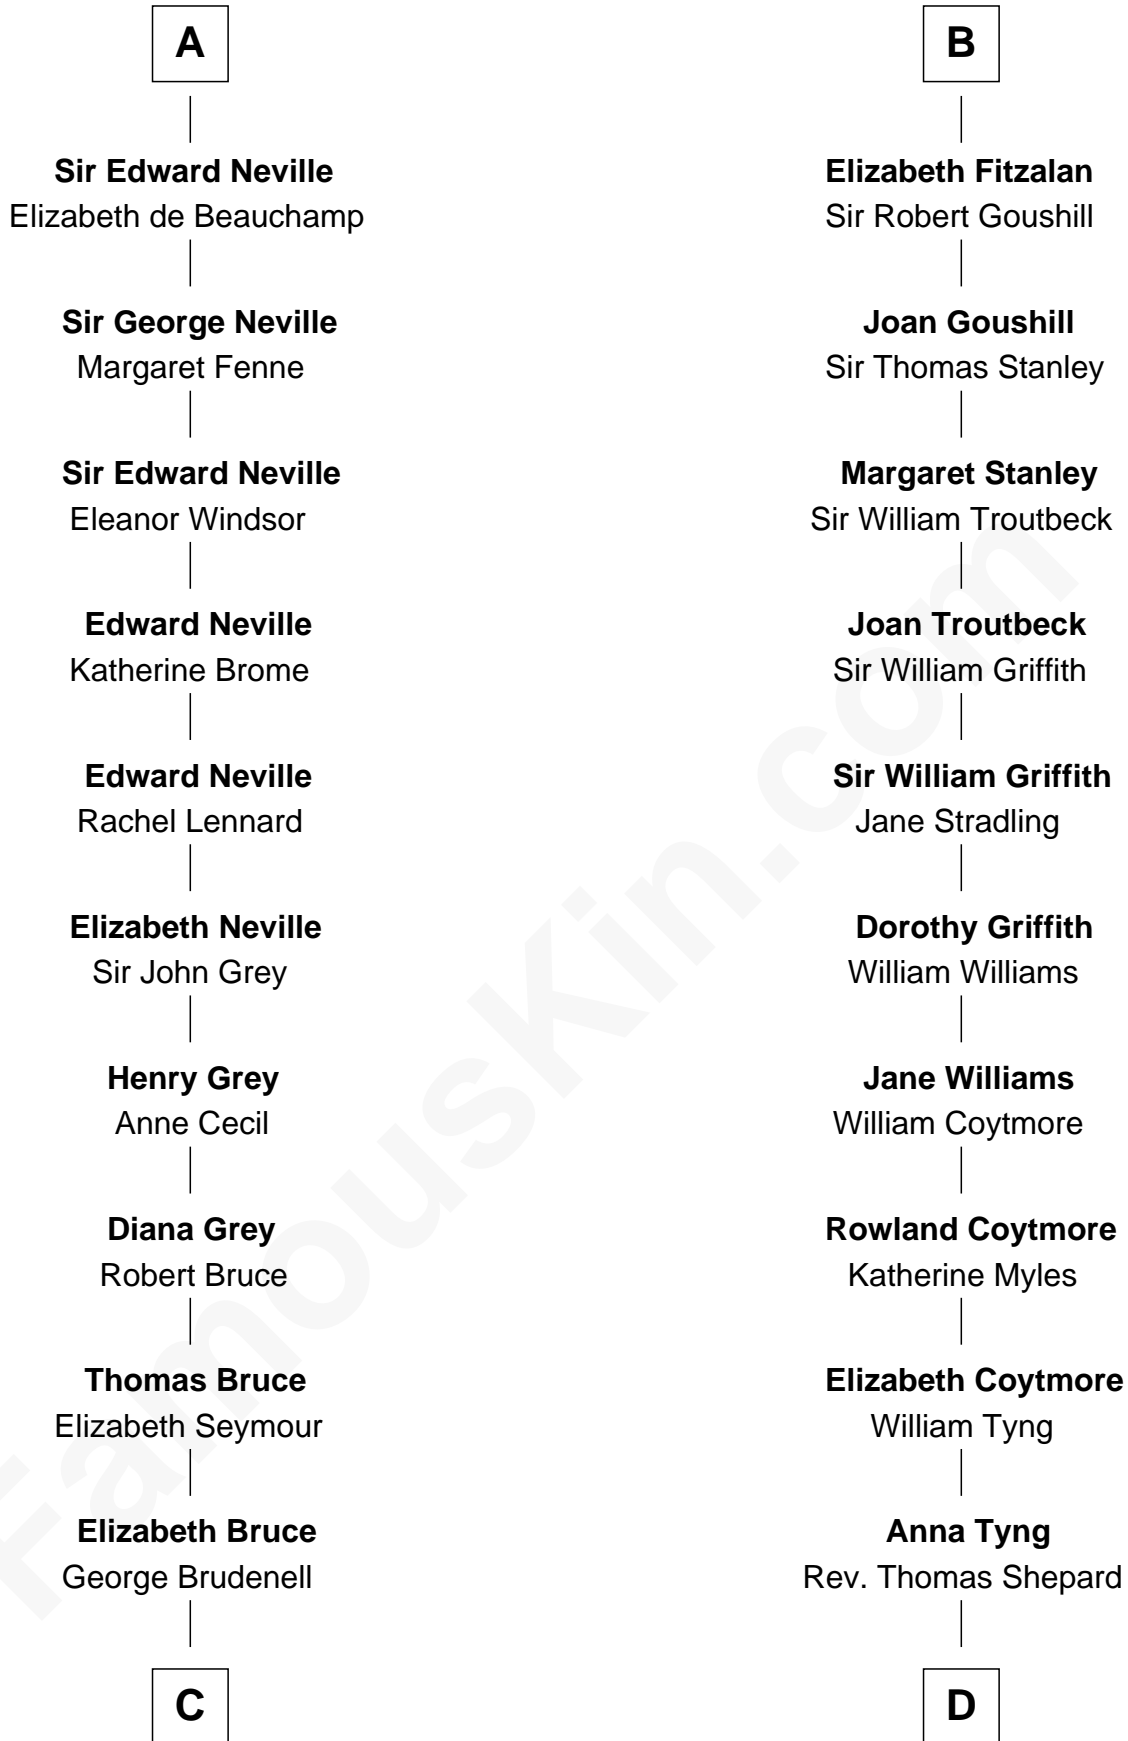 A
Sir Edward Neville
Elizabeth de Beauchamp
Sir George Neville
Margaret Fenne
Sir Edward Neville
Eleanor Windsor
Edward Neville
Katherine Brome
Edward Neville
Rachel Lennard
Elizabeth Neville
Sir John Grey
Henry Grey
Anne Cecil
Diana Grey
Robert Bruce
Thomas Bruce
Elizabeth Seymour
Elizabeth Bruce
George Brudenell
C
B
Elizabeth Fitzalan
Sir Robert Goushill
Joan Goushill
Sir Thomas Stanley
Margaret Stanley
Sir William Troutbeck
Joan Troutbeck
Sir William Griffith
Sir William Griffith
Jane Stradling
Dorothy Griffith
William Williams
Jane Williams
William Coytmore
Rowland Coytmore
Katherine Myles
Elizabeth Coytmore
William Tyng
Anna Tyng
Rev. Thomas Shepard
D
FamousKin.com